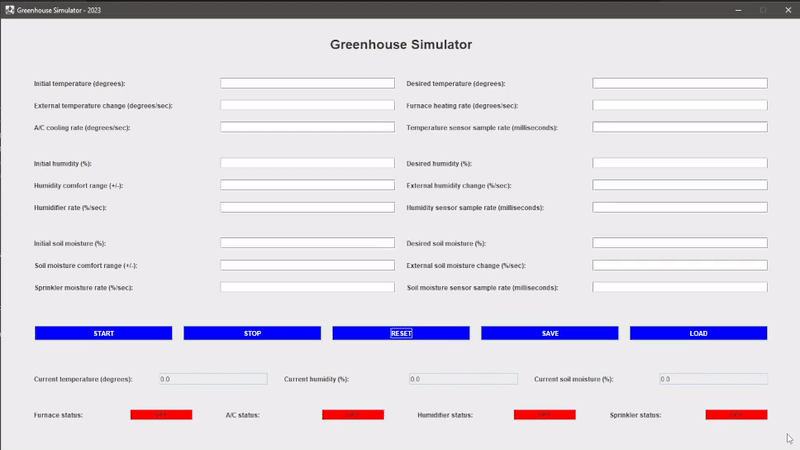 Greenhouse Simulator - 2023
Greenhouse Simulator
Initial temperature (degrees): Desired temperature (degrees):
External temperature change (degrees/sec): Furnace heating rate (degrees/sec):
A/C cooling rate (degrees/sec): Temperature sensor sample rate (milliseconds):
Initial humidity (%): Desired humidity (%):
Humidity comfort range (+/-): External humidity change (%/sec):
Humidifier rate (%/sec): Humidity sensor sample rate (milliseconds):
Initial soil moisture (%): Desired soil moisture (%):
Soil moisture comfort range (+/-): External soil moisture change (%/sec):
Sprinkler moisture rate (%/sec): Soil moisture sensor sample rate (milliseconds):
START STOP RESET SAVE LOAD
Current temperature (degrees): 0.0 Current humidity (%): 0.0 Current soil moisture (%): 0.0
Furnace status: A/C status: Humidifier status: Sprinkler status: